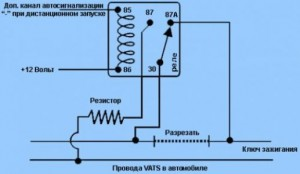 Доп. канал автосигнализации
"-" при дистанционном запуске
85
87
87А
+12 Вольт
86
30
реле
Резистор
Разрезать
Ключ зажигания
Провода VATS в автомобиле